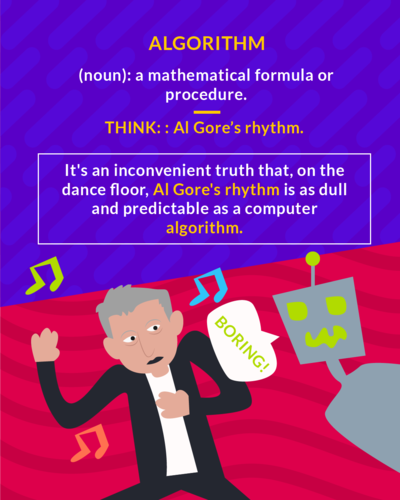 ALGORITHM
(noun): a mathematical formula or
procedure.
THINK: : Al Gore’s rhythm.
It's an inconvenient truth that, on the
dance floor, Al Gore's rhythm is as dull
and predictable as a computer
algorithm.
BORING!